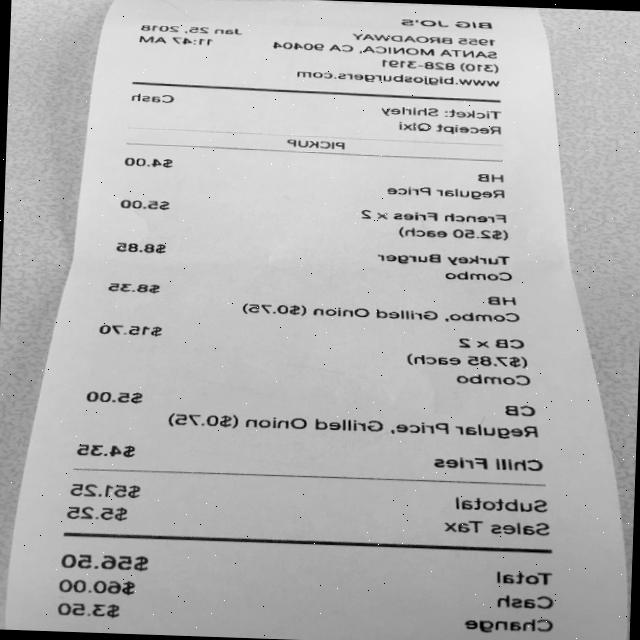 BIG JO'S
1955 BROADWAY
SANTA MONICA, CA 90404
(310) 828-3191
www.bigjosburgers.com
Jan 25, 2018
11:47 AM
Ticket: Shirley Cash
Receipt QIxi
PICKUP
HB $4.00
Regular Price
French Fries x 2 $5.00
($2.50 each)
Turkey Burger $8.85
Combo
HB $8.35
Combo, Grilled Onion ($0.75)
CB x 2 $15.70
($7.85 each)
Combo
CB $5.00
Regular Price, Grilled Onion ($0.75)
Chili Fries $4.35
Subtotal $51.25
Sales Tax $5.25
Total $56.50
Cash $60.00
Change $3.50